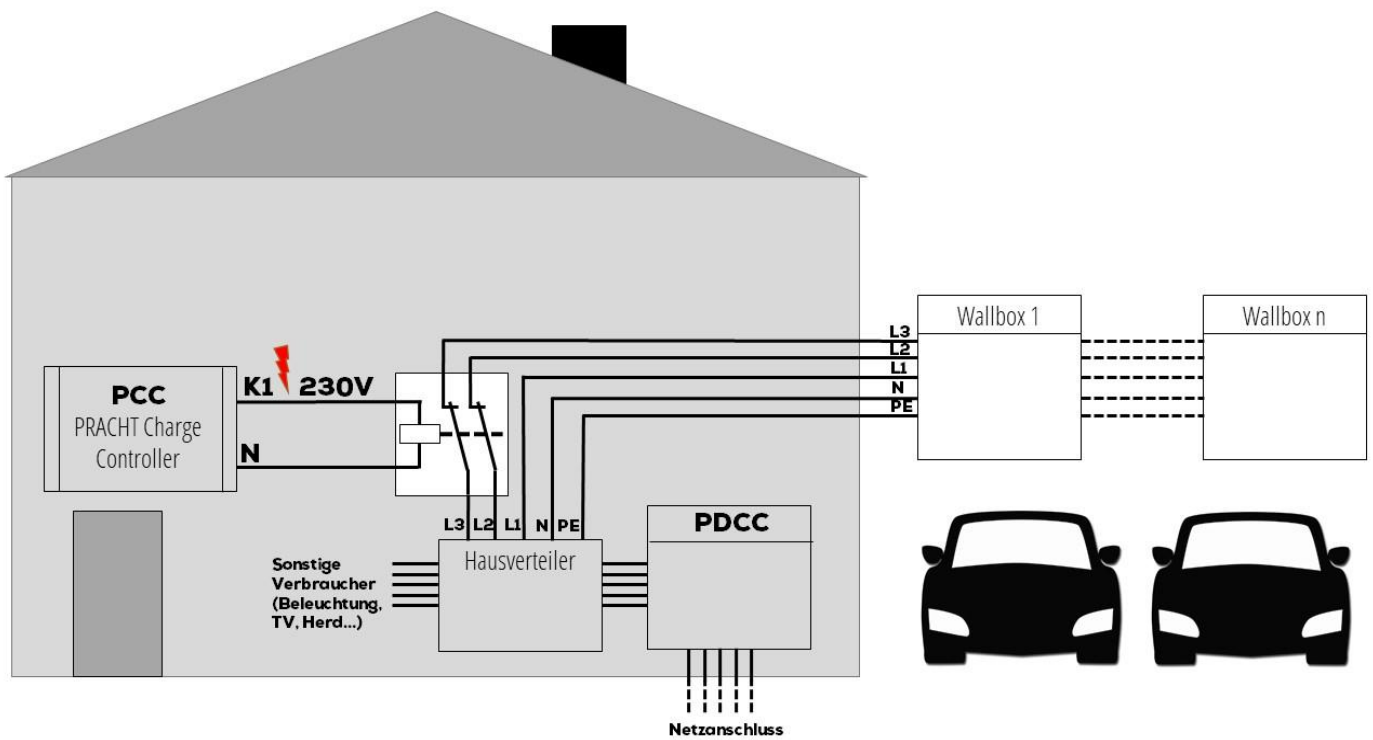 Wallbox 1
Wallbox n
L3
L2
L1
N
PE
PCC
PRACHT Charge
Controller
K1 230V
N
L3 L2 L1 N PE
Hausverteiler
PDCC
Sonstige
Verbraucher
(Beleuchtung,
TV, Herd...)
Netzanschluss